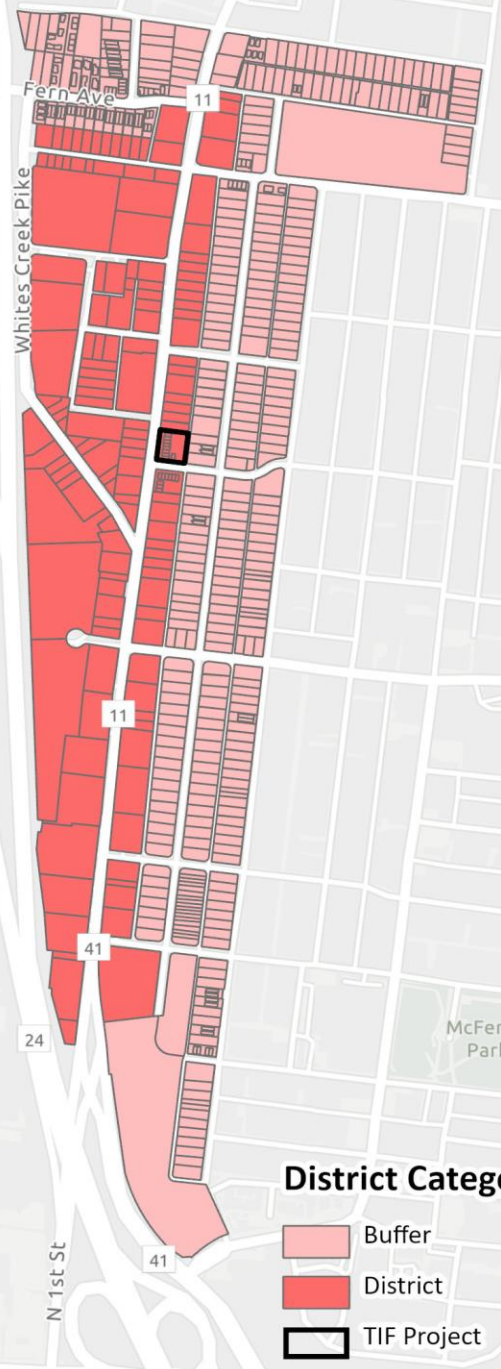 Fern Ave
11
Whites Creek Pike
11
41
24
McFer
Par
District Catego
Buffer
District
TIF Project
41
N 1st St